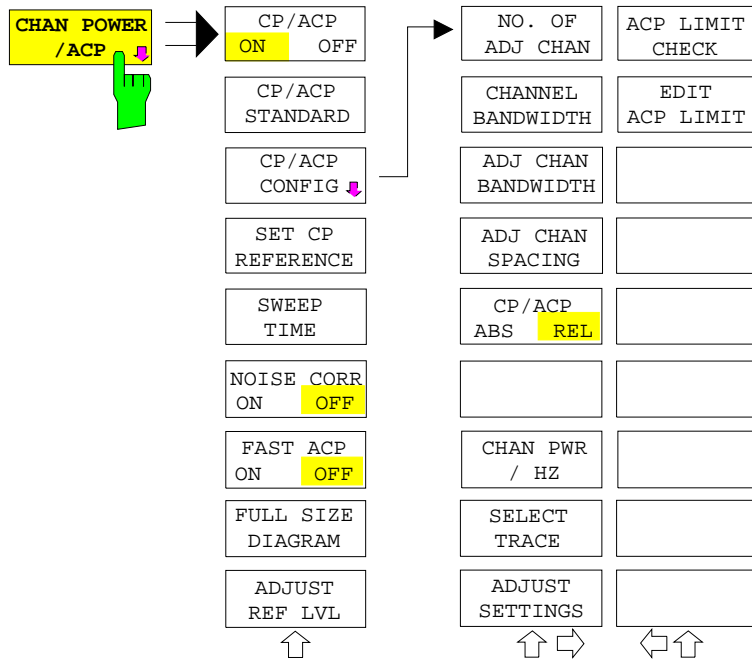 CHAN POWER
/ACP
CP/ACP
ON OFF
CP/ACP
STANDARD
CP/ACP
CONFIG
SET CP
REFERENCE
SWEEP
TIME
NOISE CORR
ON OFF
FAST ACP
ON OFF
FULL SIZE
DIAGRAM
ADJUST
REF LVL
NO. OF
ADJ CHAN
CHANNEL
BANDWIDTH
ADJ CHAN
BANDWIDTH
ADJ CHAN
SPACING
CP/ACP
ABS REL
CHAN PWR
/ HZ
SELECT
TRACE
ADJUST
SETTINGS
ACP LIMIT
CHECK
EDIT
ACP LIMIT